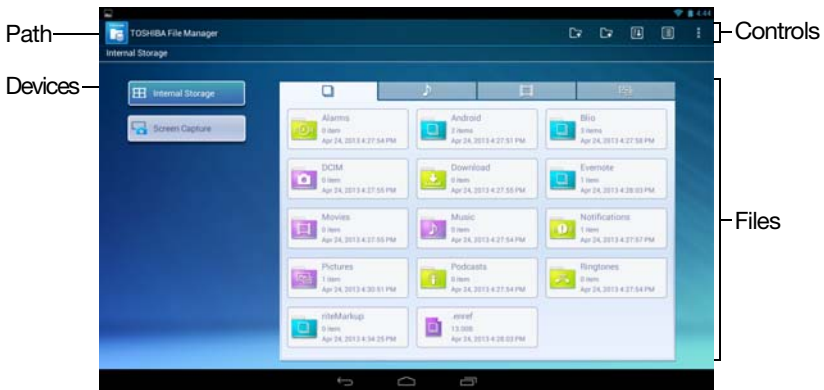 4:44
Path
TOSHIBA File Manager
Controls
Internal Storage
Devices
Internal Storage
Screen Capture
Files
Alarms
0 item
Apr 24, 2013 4:27:54 PM
Android
2 items
Apr 24, 2013 4:27:51 PM
Blio
3 items
Apr 24, 2013 4:27:58 PM
DCIM
0 item
Apr 24, 2013 4:27:55 PM
Download
0 item
Apr 24, 2013 4:27:55 PM
Evernote
1 item
Apr 24, 2013 4:28:03 PM
Movies
0 item
Apr 24, 2013 4:27:55 PM
Music
0 item
Apr 24, 2013 4:27:54 PM
Notifications
1 item
Apr 24, 2013 4:27:57 PM
Pictures
1 item
Apr 24, 2013 4:30:51 PM
Podcasts
0 item
Apr 24, 2013 4:27:54 PM
Ringtones
0 item
Apr 24, 2013 4:27:54 PM
riteMarkup
0 item
Apr 24, 2013 4:34:25 PM
.enref
13.00B
Apr 24, 2013 4:28:03 PM